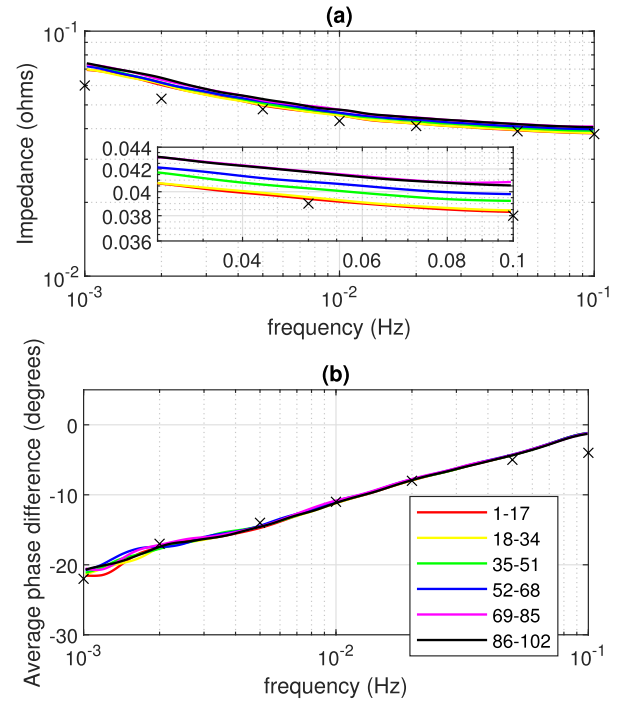 (a)
10^-1
10^-2
Impedance (ohms)
0.044
0.042
0.04
0.038
0.036
0.04 0.06 0.08 0.1
10^-3 10^-2 10^-1
frequency (Hz)
(b)
Average phase difference (degrees)
0
-10
-20
-30
1-17
18-34
35-51
52-68
69-85
86-102
10^-3 10^-2 10^-1
frequency (Hz)